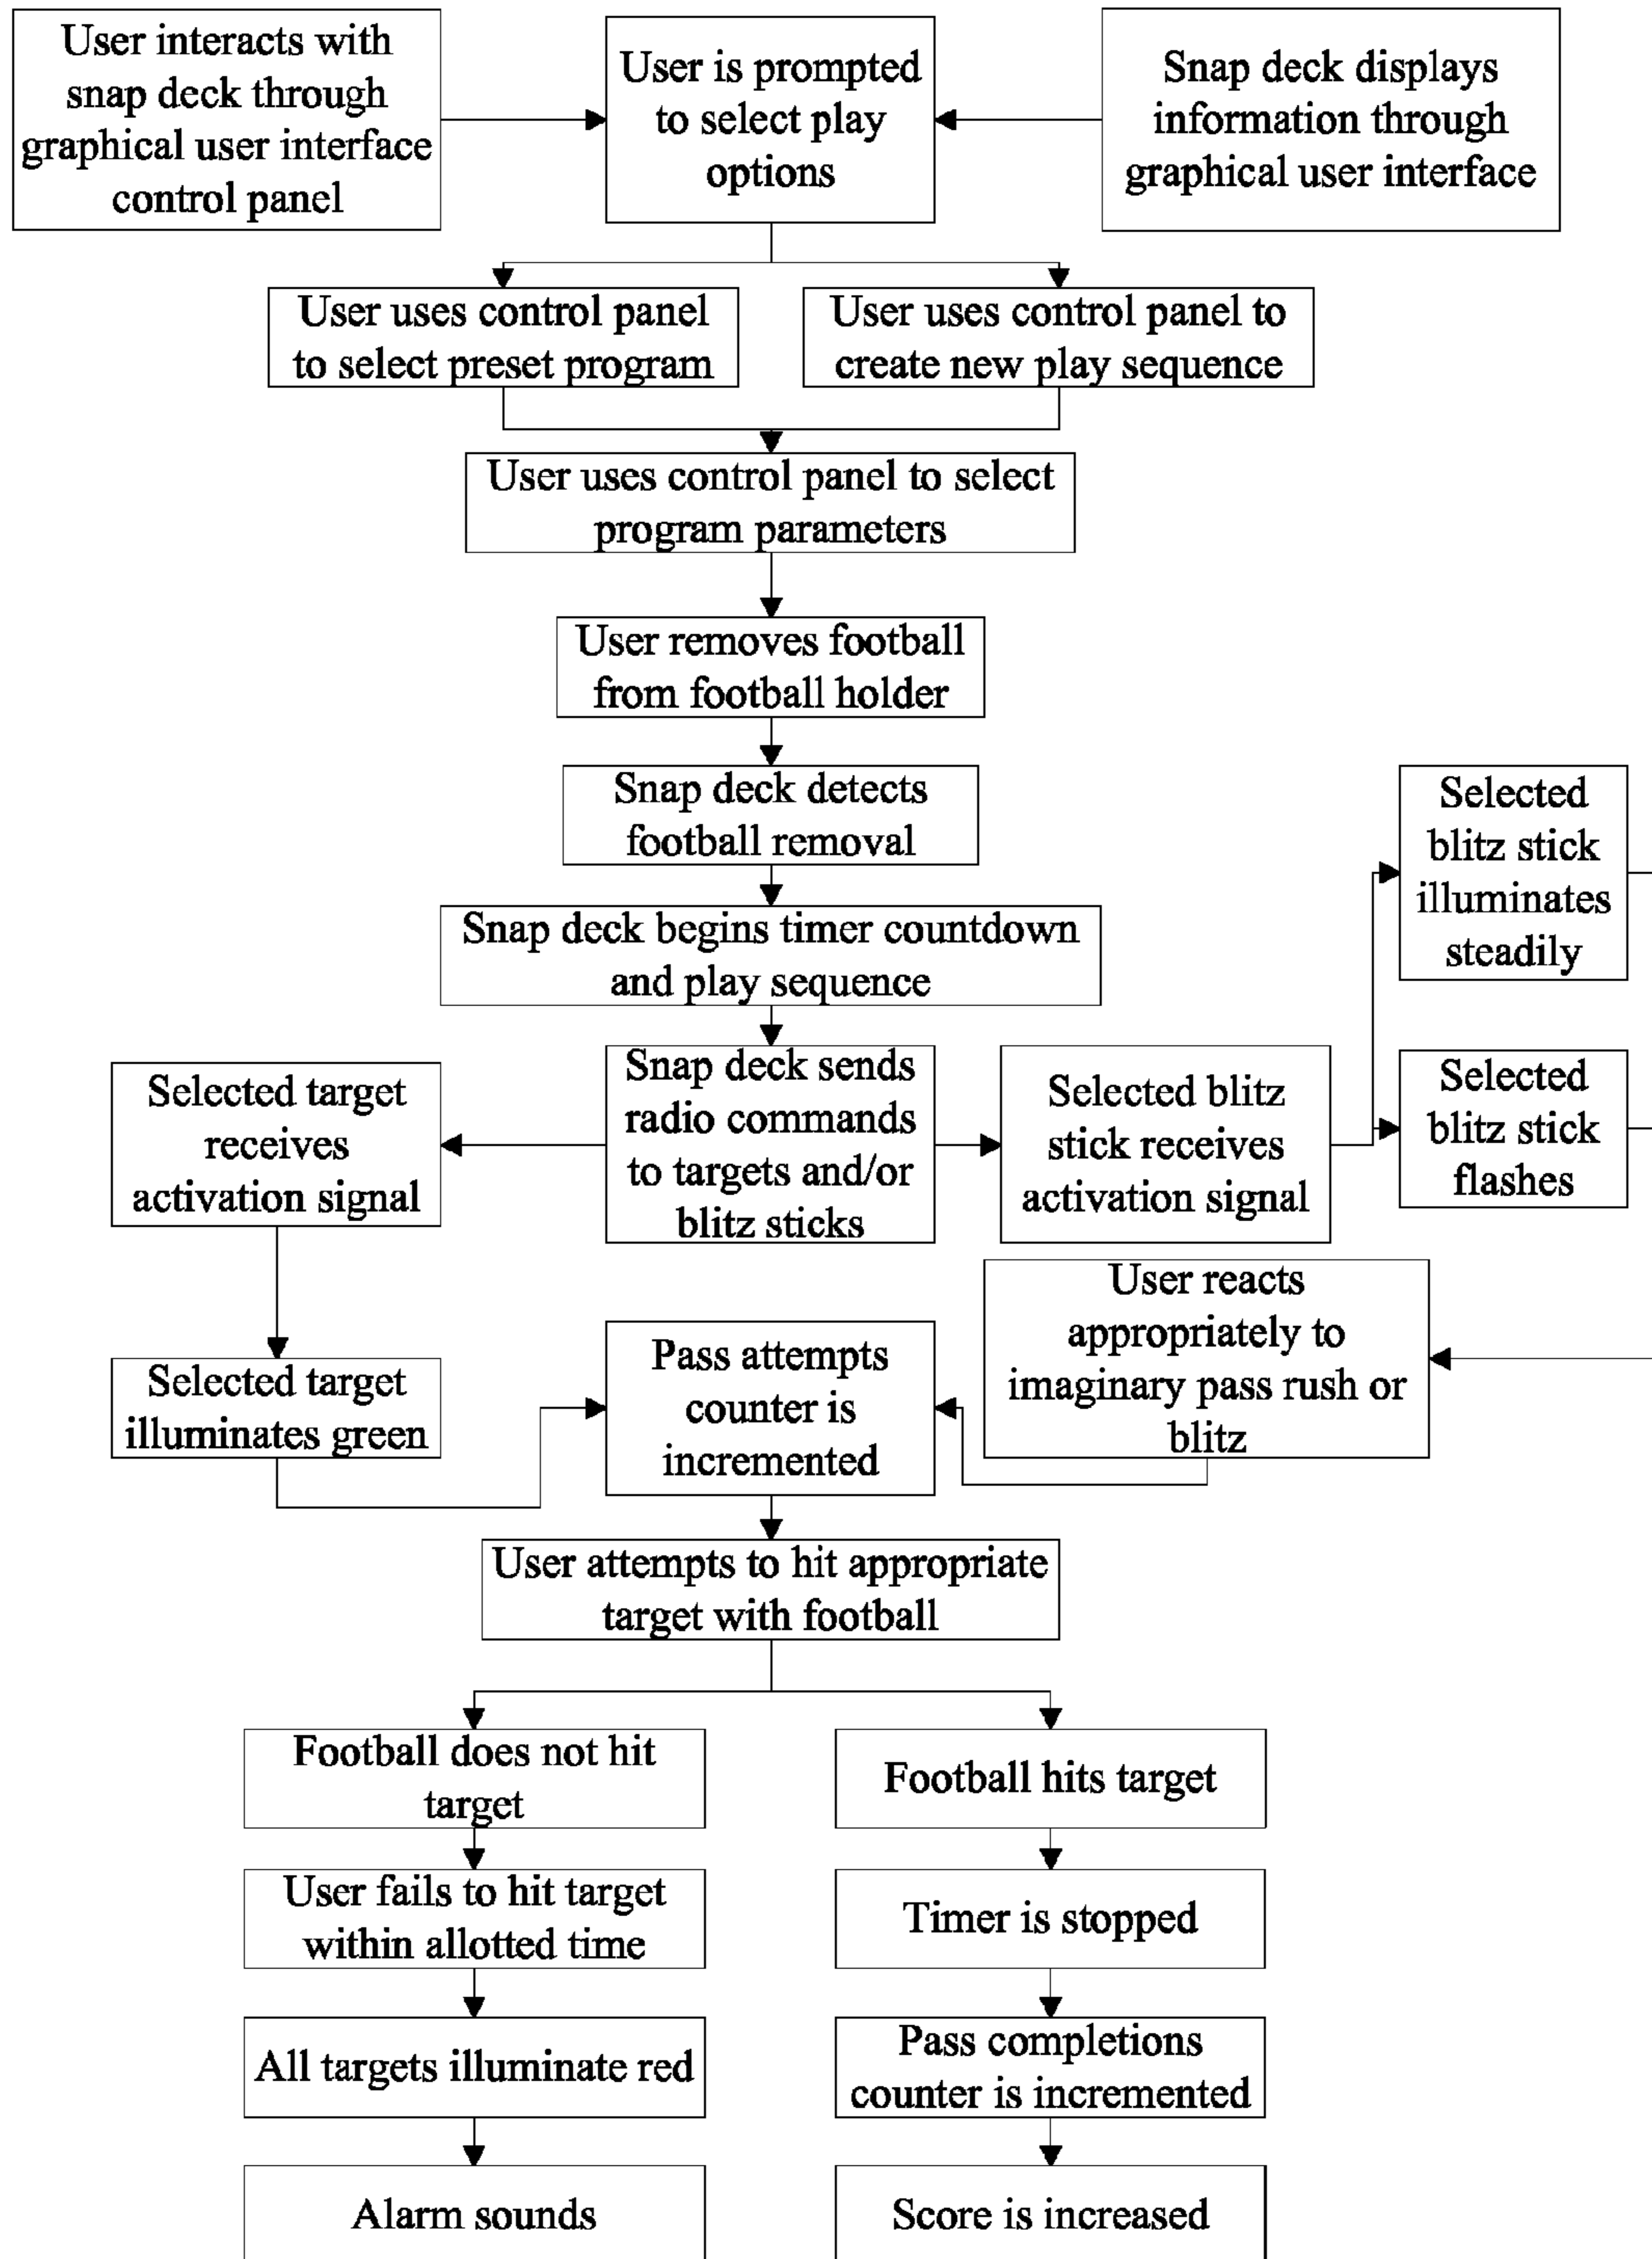 User interacts with
snap deck through
graphical user interface
control panel
User is prompted
to select play
options
Snap deck displays
information through
graphical user interface
User uses control panel
to select preset program
User uses control panel to
create new play sequence
User uses control panel to select
program parameters
User removes football
from football holder
Snap deck detects
football removal
Snap deck begins timer countdown
and play sequence
Selected
blitz stick
illuminates
steadily
Selected target
receives
activation signal
Snap deck sends
radio commands
to targets and/or
blitz sticks
Selected blitz
stick receives
activation signal
Selected
blitz stick
flashes
Selected target
illuminates green
Pass attempts
counter is
incremented
User reacts
appropriately to
imaginary pass rush or
blitz
User attempts to hit appropriate
target with football
Football does not hit
target
Football hits target
User fails to hit target
within allotted time
Timer is stopped
All targets illuminate red
Pass completions
counter is incremented
Alarm sounds
Score is increased